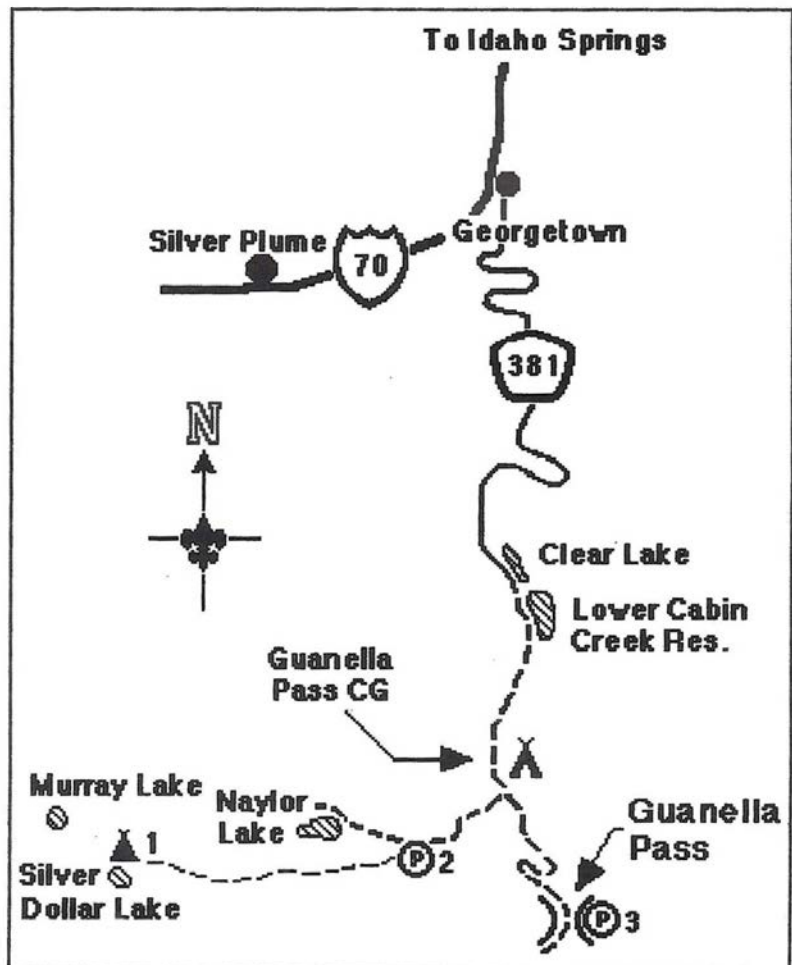 To Idaho Springs
Georgetown
Silver Plume
70
381
N
Clear Lake
Lower Cabin
Creek Res.
Guanella
Pass CG
Murray Lake
Naylor
Lake
Guanella
Pass
1
P 2
Silver
Dollar Lake
P 3